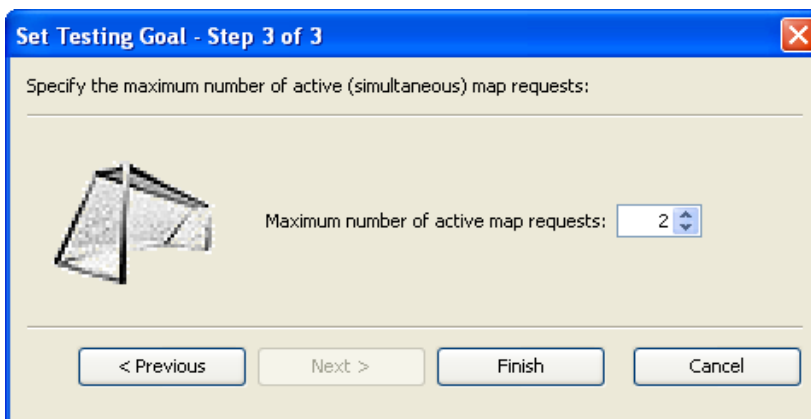 Set Testing Goal - Step 3 of 3
Specify the maximum number of active (simultaneous) map requests:
Maximum number of active map requests: 2
< Previous Next > Finish Cancel